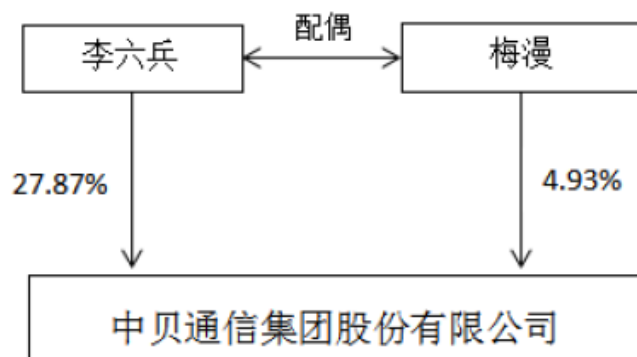 配偶
李六兵
梅漫
27.87%
4.93%
中贝通信集团股份有限公司